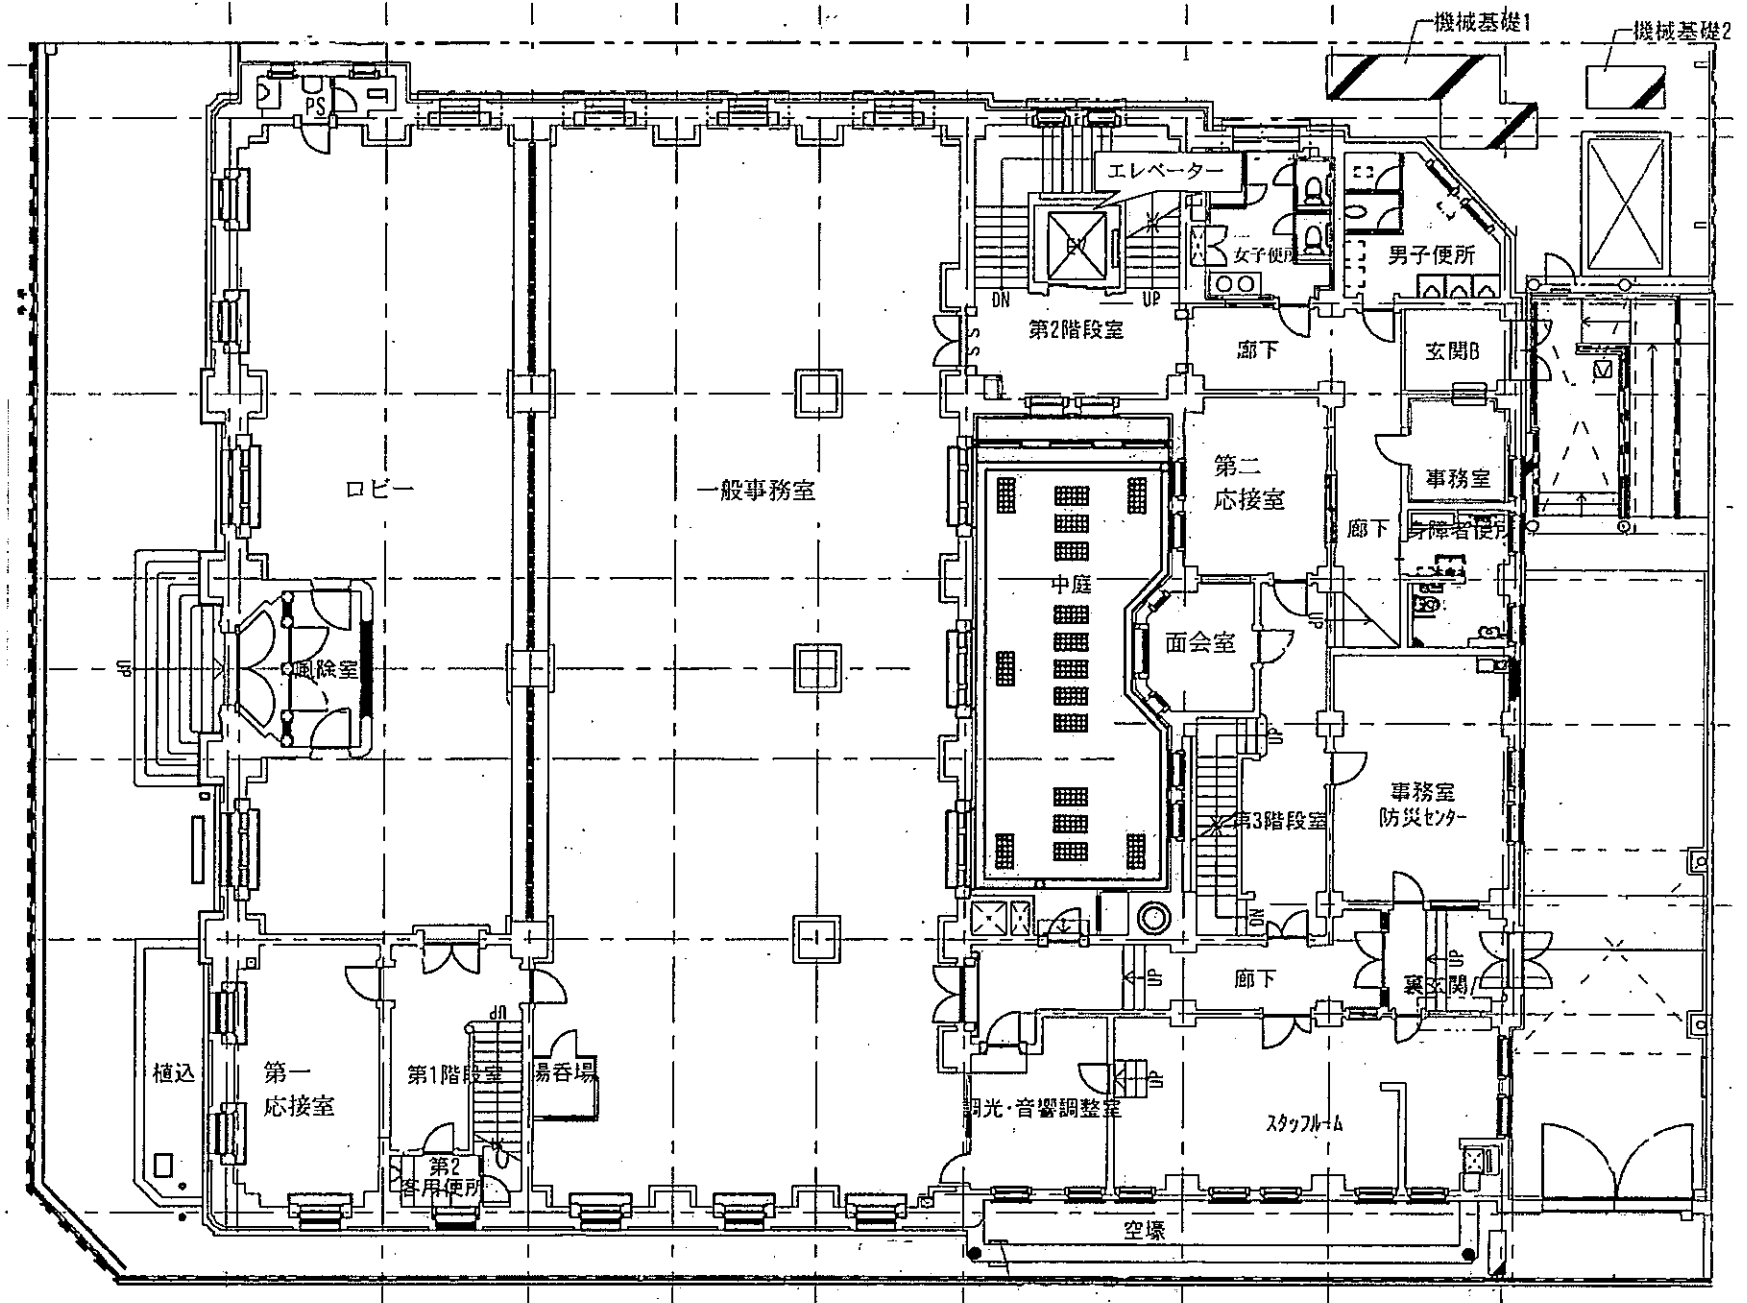 機械基礎1
機械基礎2
PS
エレベーター
EV
女子便所
男子便所
DN
UP
第2階段室
廊下
玄関B
S
S
ロビー
一般事務室
第二
応接室
事務室
廊下
身障者便所
中庭
面会室
UP
UP
風除室
UP
事務室
防災センター
第3階段室
DN
UP
廊下
UP
裏玄関
UP
植込
第一
応接室
第1階段室
湯呑場
UP
調光・音響調整室
スタッフルーム
第2
客用便所
空壕